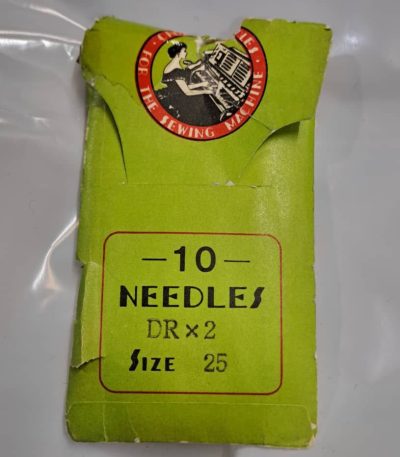 · FOR THE SEWING MACHINE ·
—10—
NEEDLES
DR×2
SIZE 25